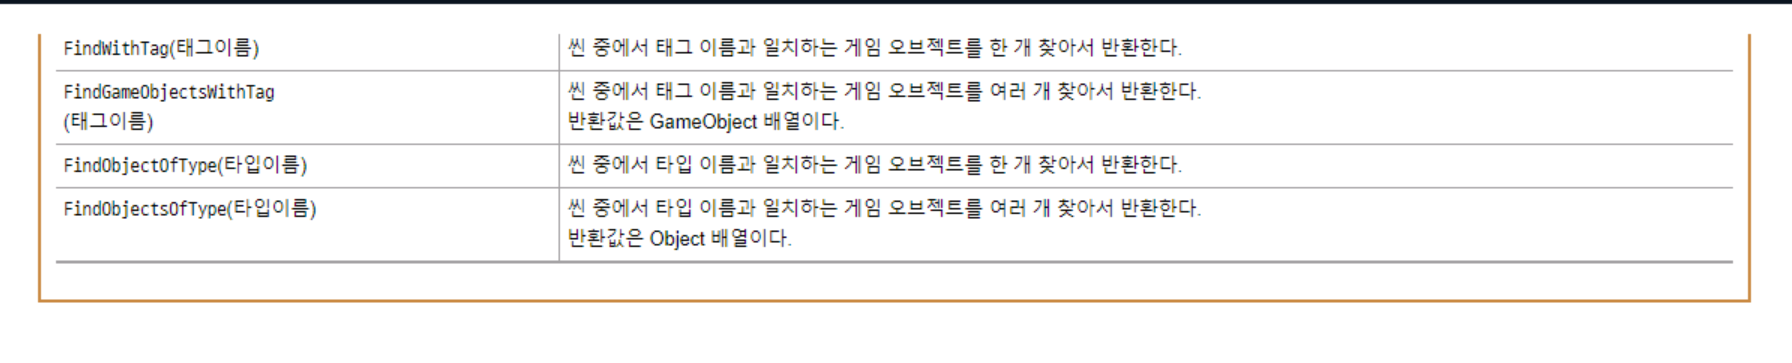 FindWithTag(태그이름)
씬 중에서 태그 이름과 일치하는 게임 오브젝트를 한 개 찾아서 반환한다.
FindGameObjectsWithTag
(태그이름)
씬 중에서 태그 이름과 일치하는 게임 오브젝트를 여러 개 찾아서 반환한다.
반환값은 GameObject 배열이다.
FindObjectOfType(타입이름)
씬 중에서 타입 이름과 일치하는 게임 오브젝트를 한 개 찾아서 반환한다.
FindObjectsOfType(타입이름)
씬 중에서 타입 이름과 일치하는 게임 오브젝트를 여러 개 찾아서 반환한다.
반환값은 Object 배열이다.